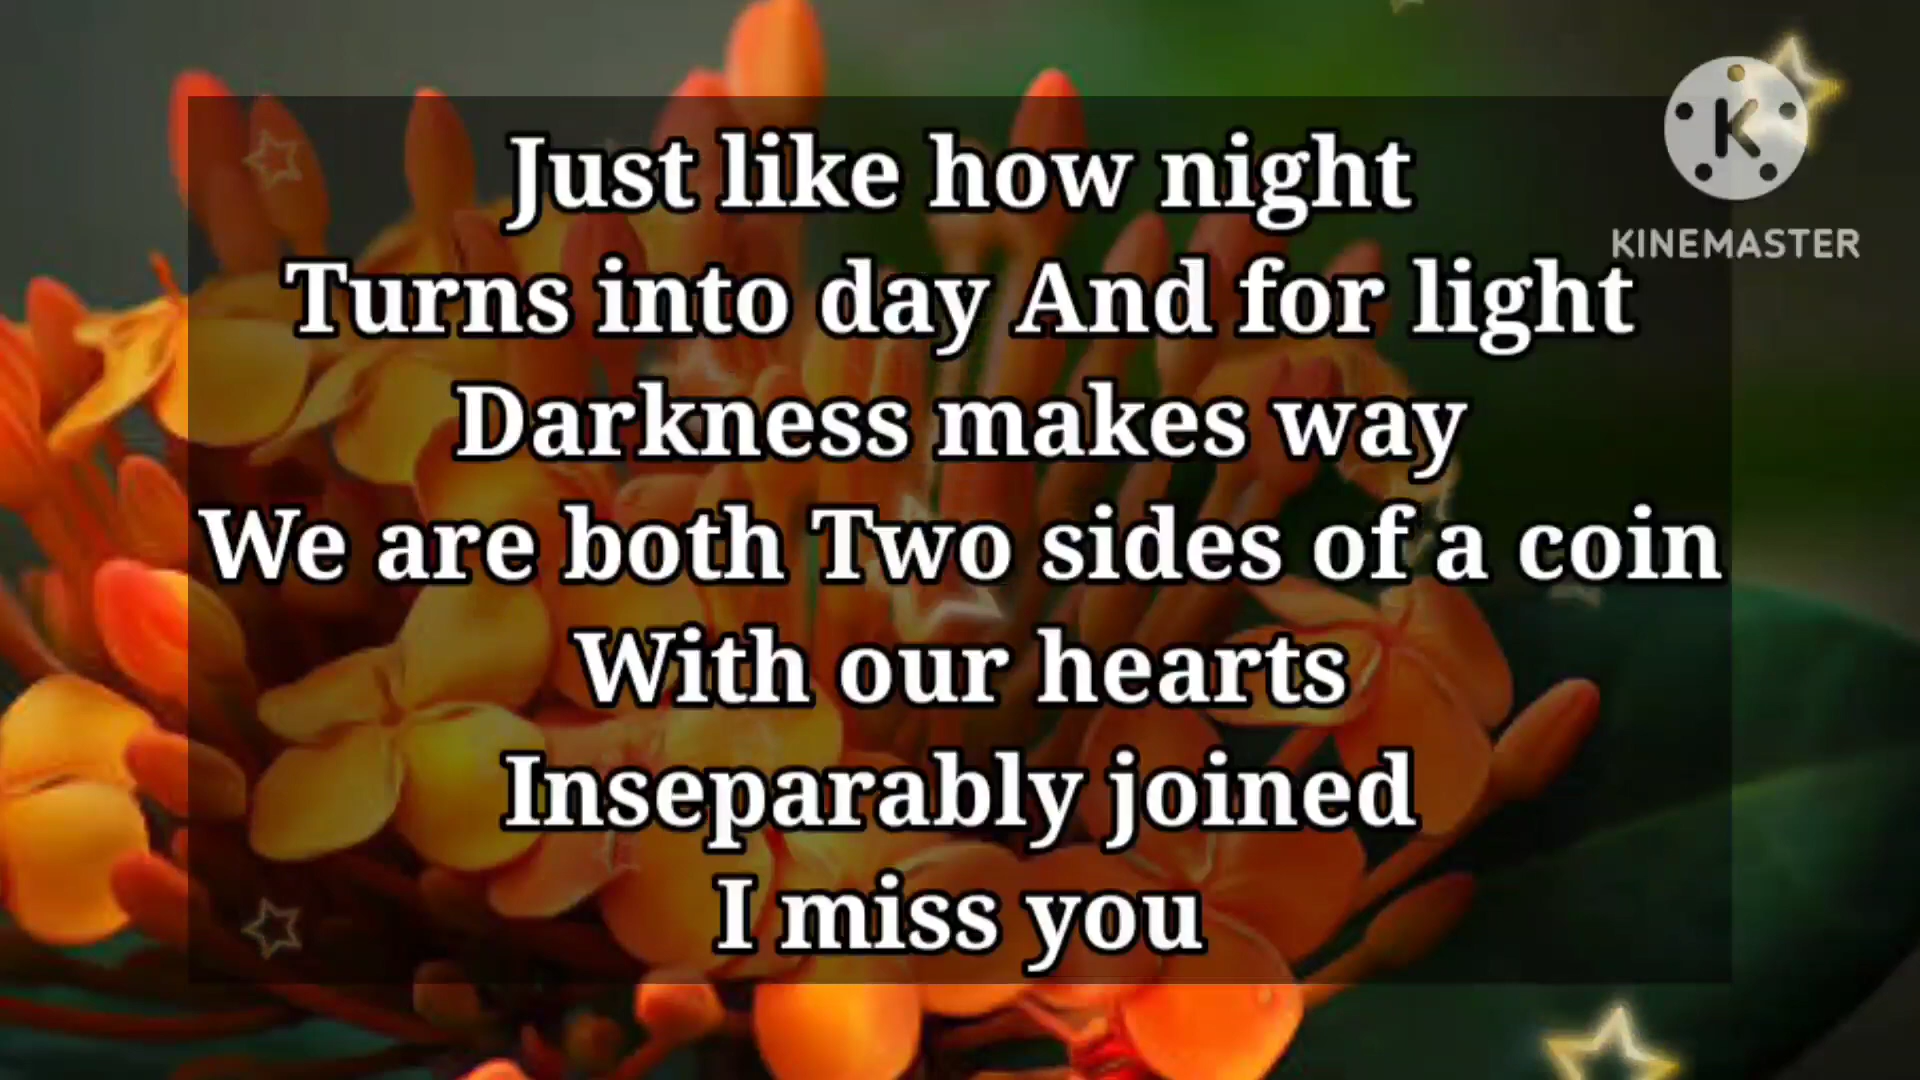 Just like how night
Turns into day And for light
Darkness makes way
We are both Two sides of a coin
With our hearts
Inseparably joined
I miss you
K
KINEMASTER